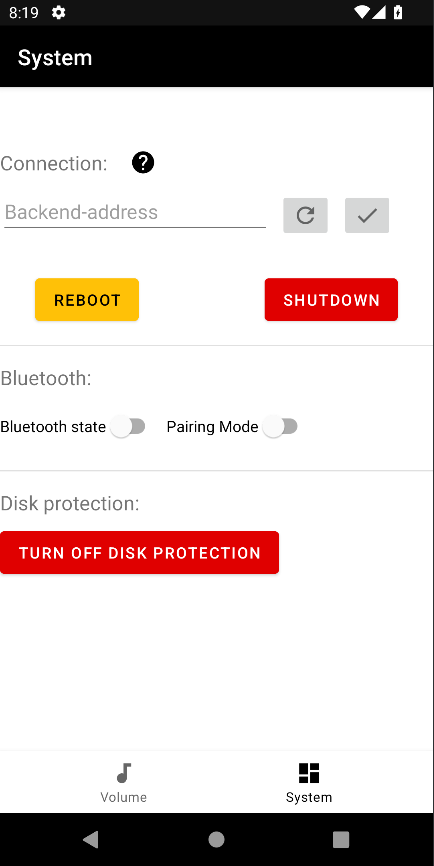 8:19
System
Connection: ?
Backend-address
REBOOT SHUTDOWN
Bluetooth:
Bluetooth state Pairing Mode
Disk protection:
TURN OFF DISK PROTECTION
Volume System